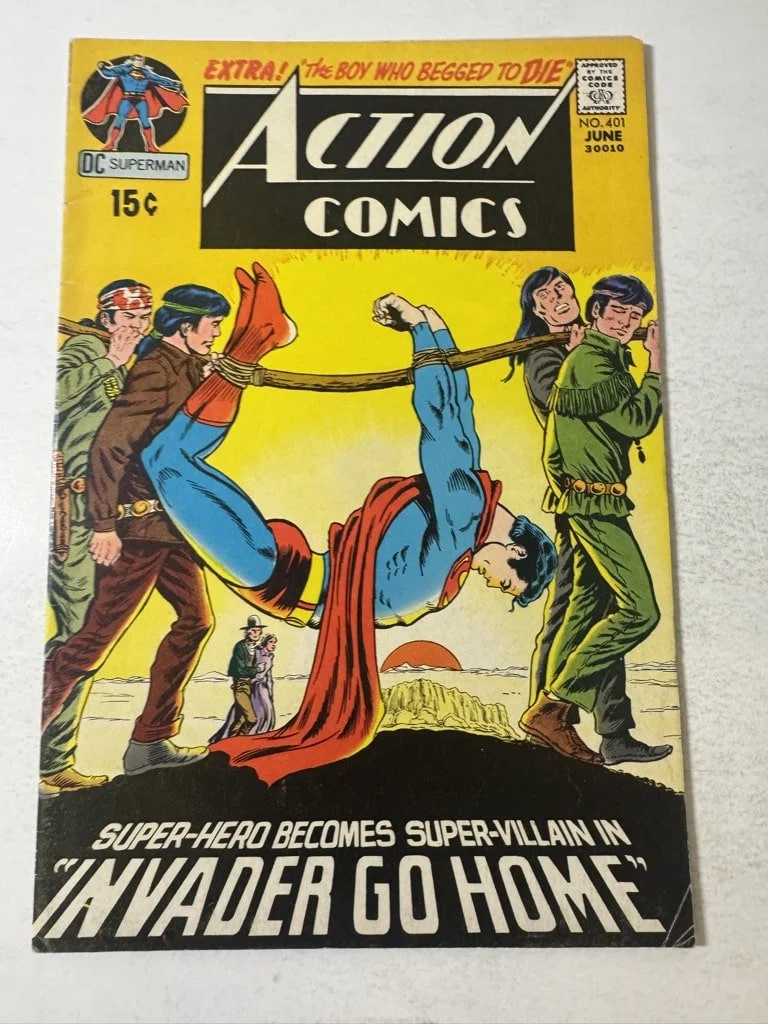 EXTRA! "THE BOY WHO BEGGED TO DIE"
APPROVED
BY THE
COMICS
CODE
CA
AUTHORITY
DC SUPERMAN
15¢
ACTION
COMICS
NO. 401
JUNE
30010
SUPER-HERO BECOMES SUPER-VILLAIN IN
"INVADER GO HOME"